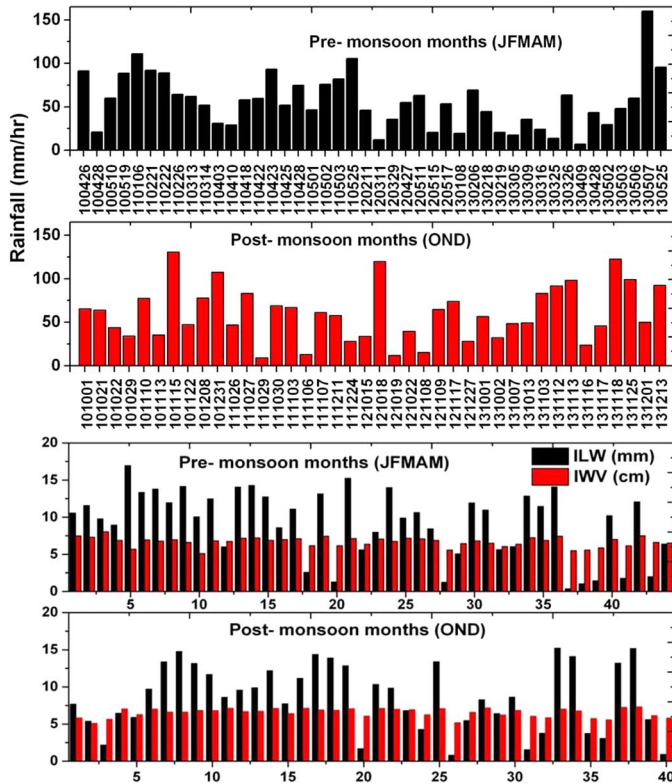 Rainfall (mm/hr)
Pre- monsoon months (JFMAM)
150
100
50
0
100426 100428 100510 100519 110106 110221 110222 110226 110313 110314 110403 110410 110418 110422 110423 110425 110428 110501 110502 110503 110525 120211 120311 120329 120427 120511 120515 120517 130108 130206 130218 130219 130305 130309 130316 130325 130326 130409 130428 130502 130503 130506 130507 130525
Post- monsoon months (OND)
150
100
50
0
101001 101021 101022 101029 101110 101113 101115 101122 101208 101231 111026 111027 111029 111030 111103 111106 111107 111211 111224 121015 121018 121019 121022 121108 121109 121117 121227 131001 131002 131007 131013 131103 131112 131113 131116 131117 131118 131125 131201 131217
Pre- monsoon months (JFMAM)
ILW (mm)
IWV (cm)
20
15
10
5
0
5 10 15 20 25 30 35 40
Post- monsoon months (OND)
20
15
10
5
0
5 10 15 20 25 30 35